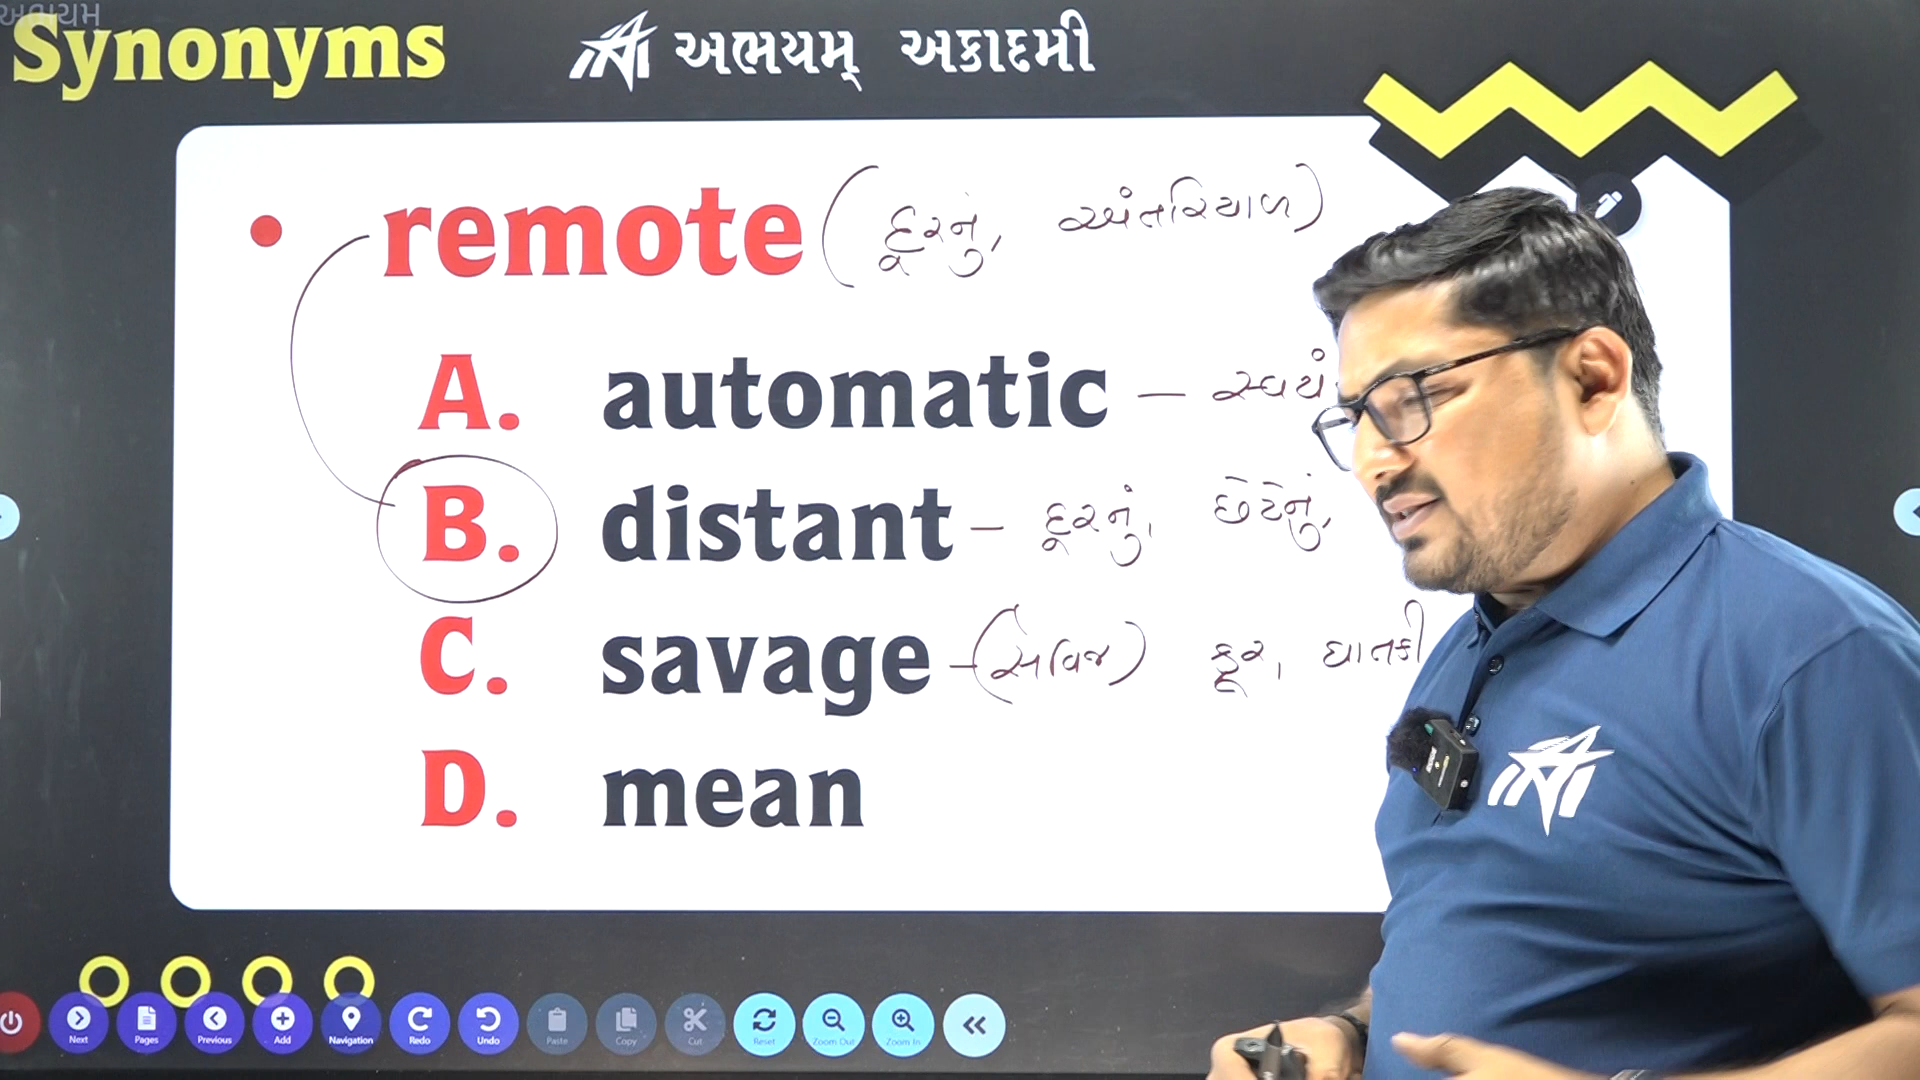 અભયમ
Synonyms
અભયમ્ અકાદમી
remote (દૂરનું, અંતરિયાળ)
A. automatic – સ્વયં
B. distant – દૂરનું, છેટેનું,
C. savage – (સેવિજ) ક્રૂર, ઘાતકી
D. mean
Next Pages Previous Add Navigation Redo Undo Paste Copy Cut Reset Zoom Out Zoom In